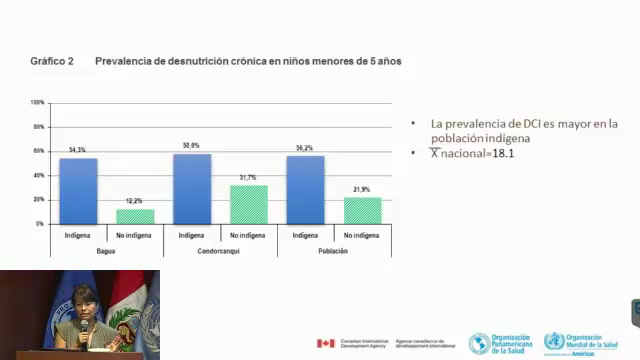 Gráfico 2 Prevalencia de desnutrición crónica en niños menores de 5 años
100%
80%
60%
40%
20%
0%
54,3%
12,2%
58,0%
31,7%
56,2%
21,9%
Indígena No indígena Indígena No indígena Indígena No indígena
Bagua Condorcanqui Población
• La prevalencia de DCI es mayor en la
población indígena
• X̅ nacional=18.1
Canadian International Development Agency
Agence canadienne de développement international
Organización
Panamericana
de la Salud
Organización
Mundial de la Salud
Américas